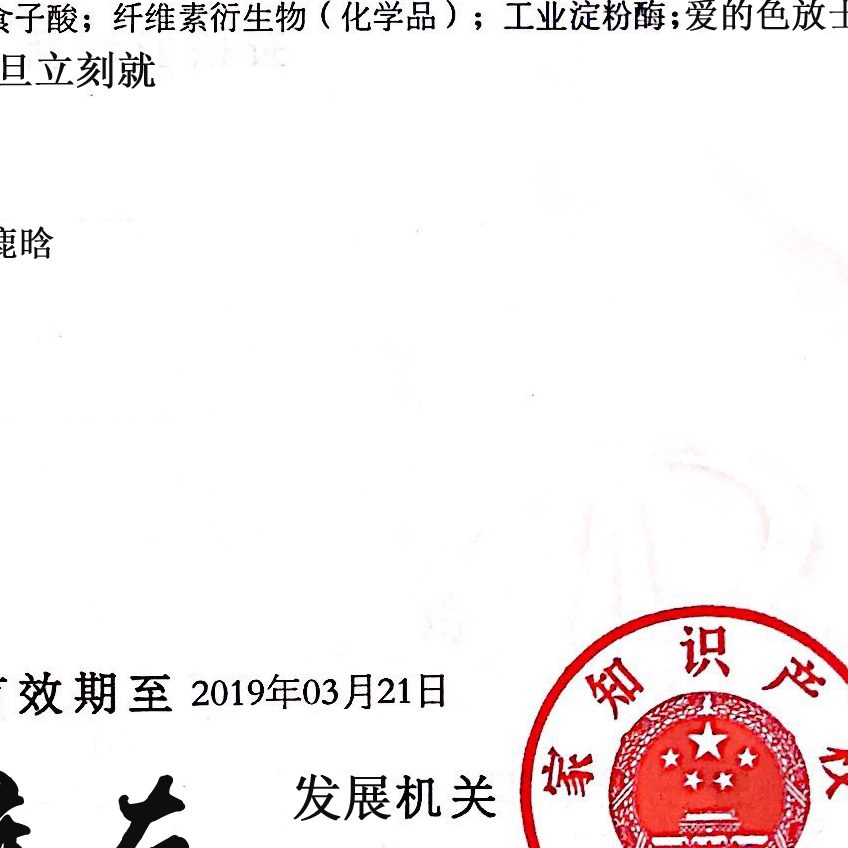 食子酸；纤维素衍生物（化学品）；工业淀粉酶;爱的色放士
旦立刻就
鹿晗
有效期至 2019年03月21日
发展机关
家知识产权